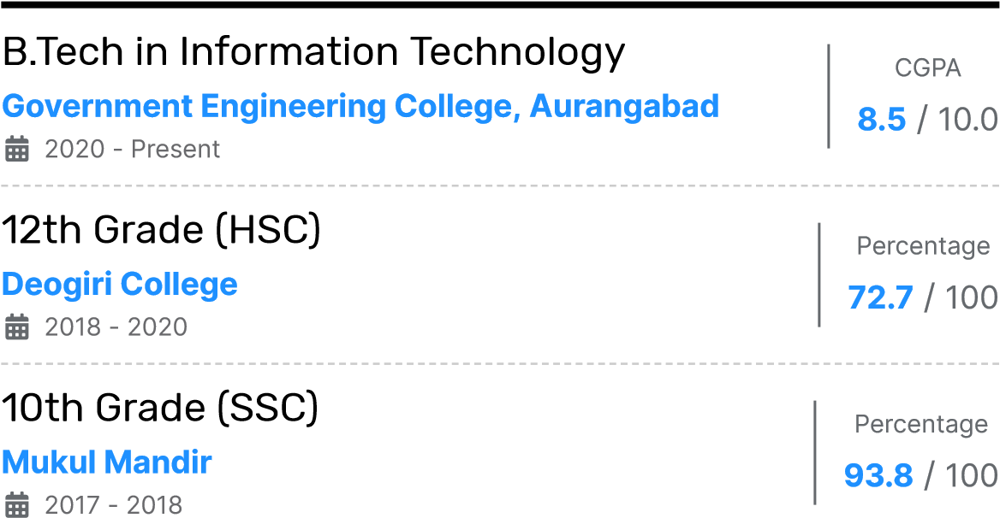 B.Tech in Information Technology
Government Engineering College, Aurangabad
2020 - Present
CGPA
8.5 / 10.0
12th Grade (HSC)
Deogiri College
2018 - 2020
Percentage
72.7 / 100
10th Grade (SSC)
Mukul Mandir
2017 - 2018
Percentage
93.8 / 100